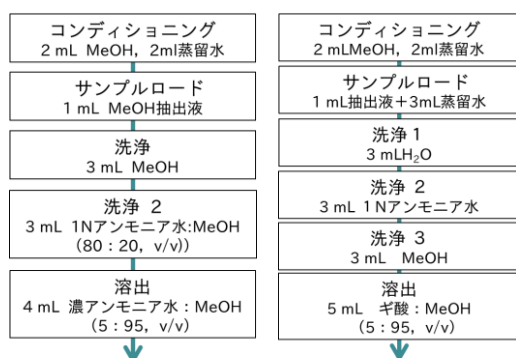 コンディショニング
2 mL MeOH，2ml蒸留水
サンプルロード
1 mL MeOH抽出液
洗浄
3 mL MeOH
洗浄 2
3 mL 1Nアンモニア水:MeOH
（80：20，v/v))
溶出
4 mL 濃アンモニア水：MeOH
（5：95，v/v）
コンディショニング
2 mLMeOH，2ml蒸留水
サンプルロード
1 mL抽出液＋3mL蒸留水
洗浄 1
3 mLH₂O
洗浄 2
3 mL 1Nアンモニア水
洗浄 3
3 mL MeOH
溶出
5 mL ギ酸：MeOH
（5：95，v/v）